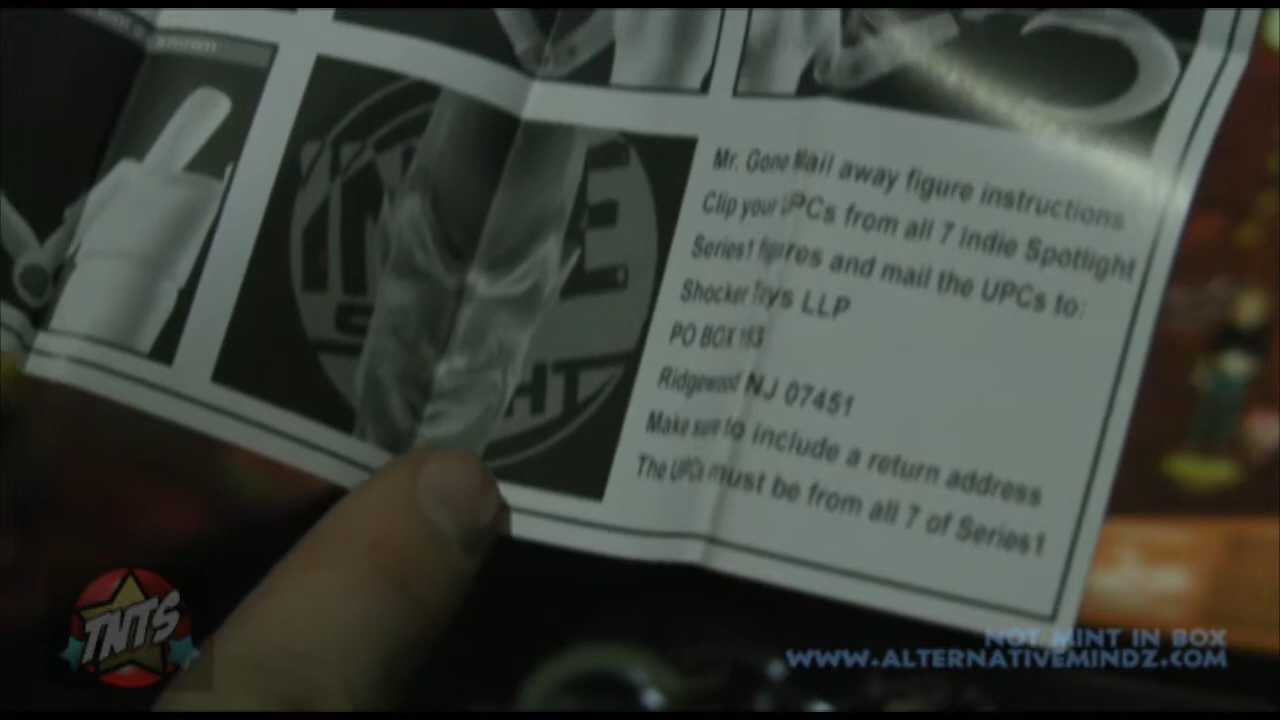 Mr. Gone Mail away figure instructions
Clip your UPCs from all 7 Indie Spotlight
Series1 figures and mail the UPCs to:
Shocker Toys LLP
PO BOX
Ridgewood NJ 07451
Make sure to include a return address
The UPCs must be from all 7 of Series1
TNTS
NOT MINT IN BOX
WWW.ALTERNATIVEMINDZ.COM